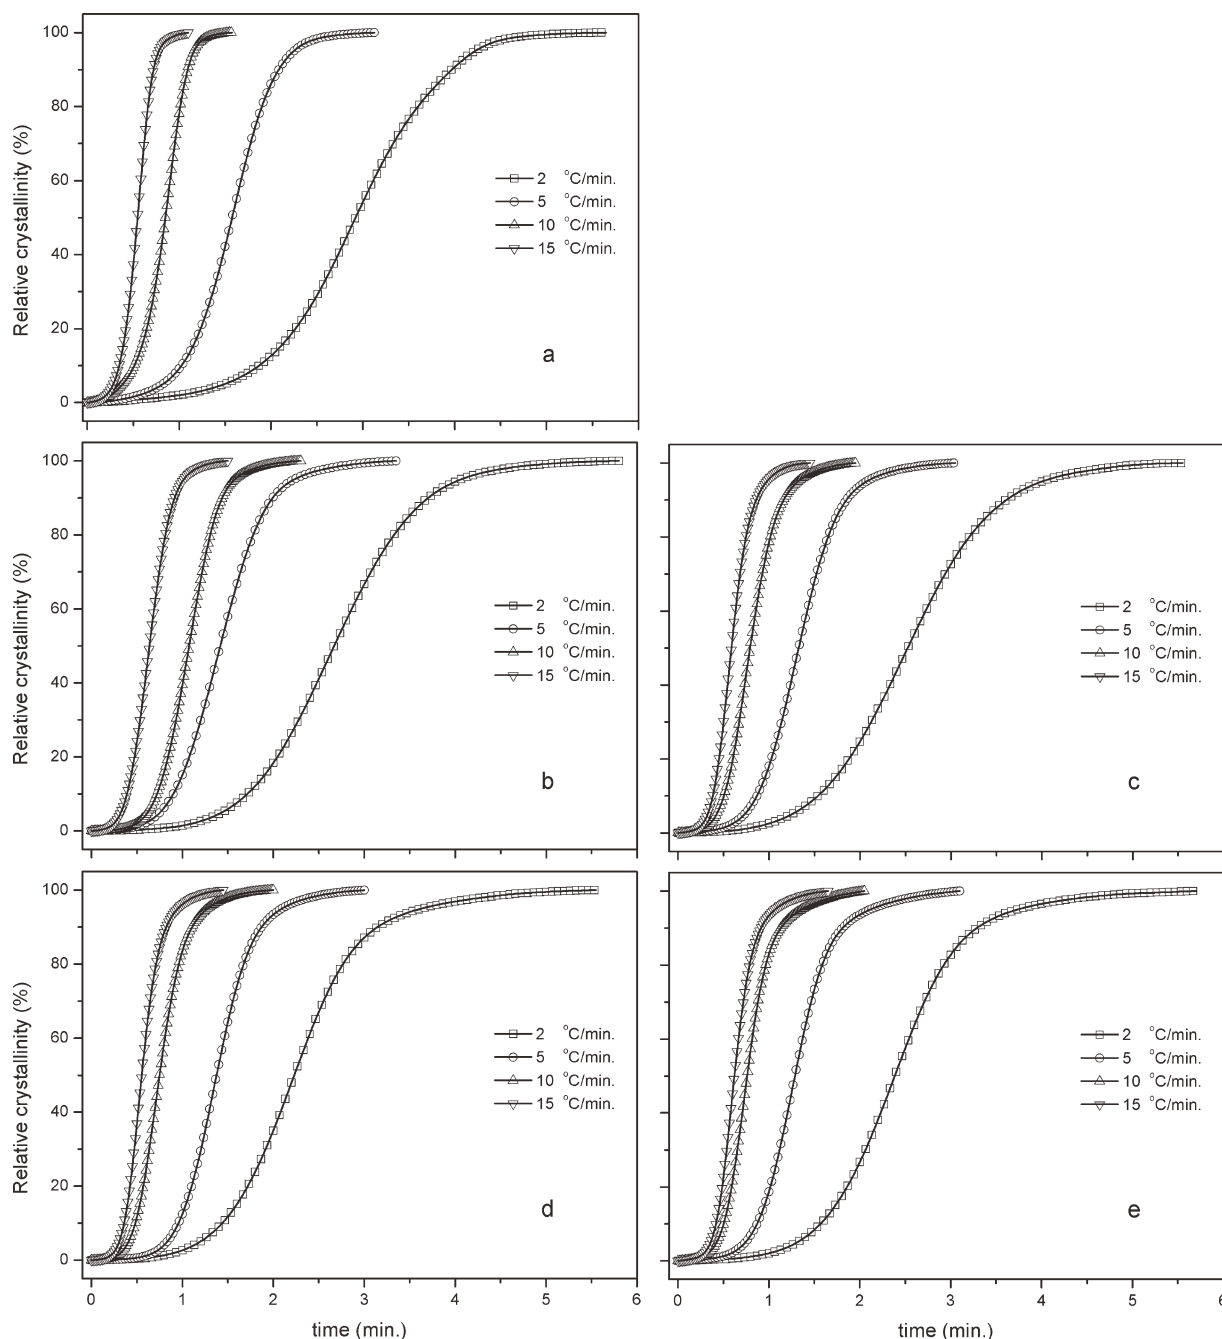 100
80
60
40
20
0
Relative crystallinity (%)
2 °C/min.
5 °C/min.
10 °C/min.
15 °C/min.
a
100
80
60
40
20
0
Relative crystallinity (%)
2 °C/min.
5 °C/min.
10 °C/min.
15 °C/min.
b
2 °C/min.
5 °C/min.
10 °C/min.
15 °C/min.
c
100
80
60
40
20
0
Relative crystallinity (%)
2 °C/min.
5 °C/min.
10 °C/min.
15 °C/min.
d
0 1 2 3 4 5 6
time (min.)
2 °C/min.
5 °C/min.
10 °C/min.
15 °C/min.
e
0 1 2 3 4 5 6
time (min.)